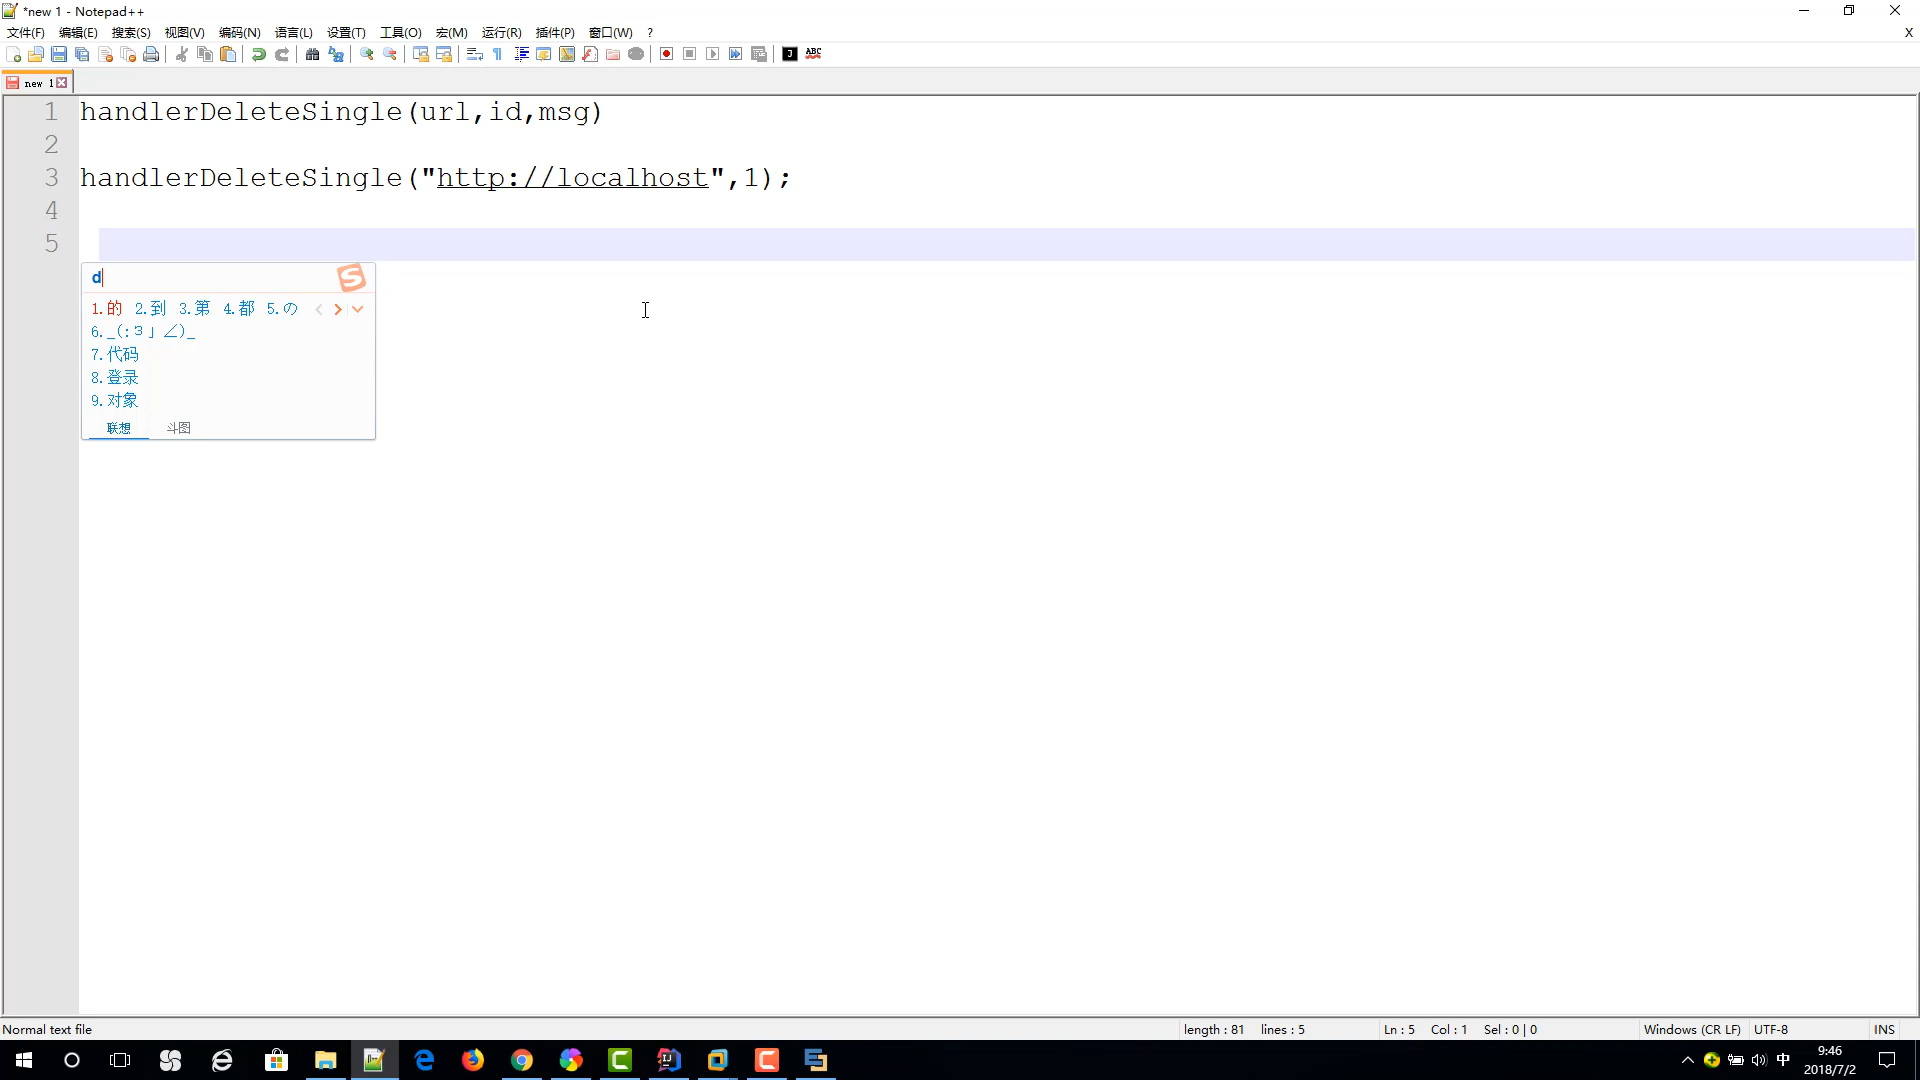 *new 1 - Notepad++
文件(F) 编辑(E) 搜索(S) 视图(V) 编码(N) 语言(L) 设置(T) 工具(O) 宏(M) 运行(R) 插件(P) 窗口(W) ? X
ABC
new 1
1 handlerDeleteSingle(url,id,msg)
2
3 handlerDeleteSingle("http://localhost",1);
4
5
d
1.的 2.到 3.第 4.都 5.の
6._(:3」∠)_
7.代码
8.登录
9.对象
联想 斗图
Normal text file length : 81 lines : 5 Ln : 5 Col : 1 Sel : 0 | 0 Windows (CR LF) UTF-8 INS
中 9:46
2018/7/2